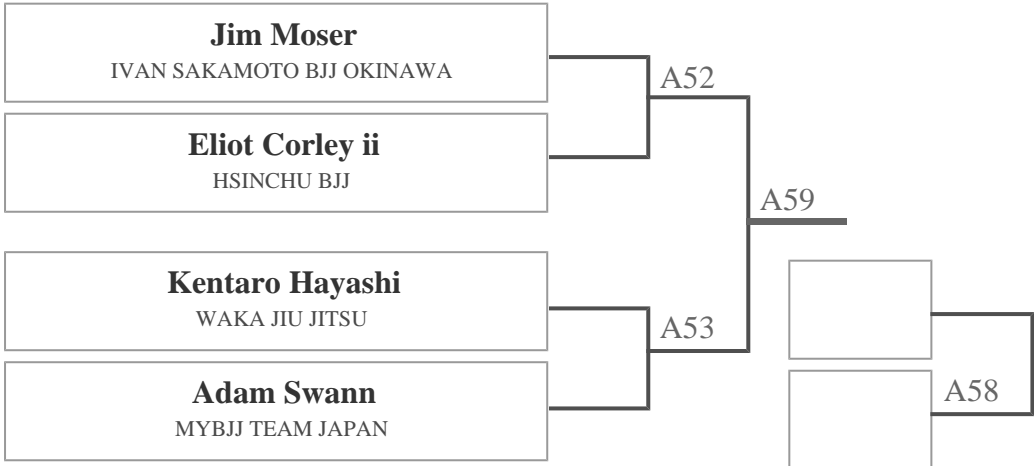 Jim Moser
IVAN SAKAMOTO BJJ OKINAWA
A52
Eliot Corley ii
HSINCHU BJJ
A59
Kentaro Hayashi
WAKA JIU JITSU
A53
Adam Swann
MYBJJ TEAM JAPAN
A58